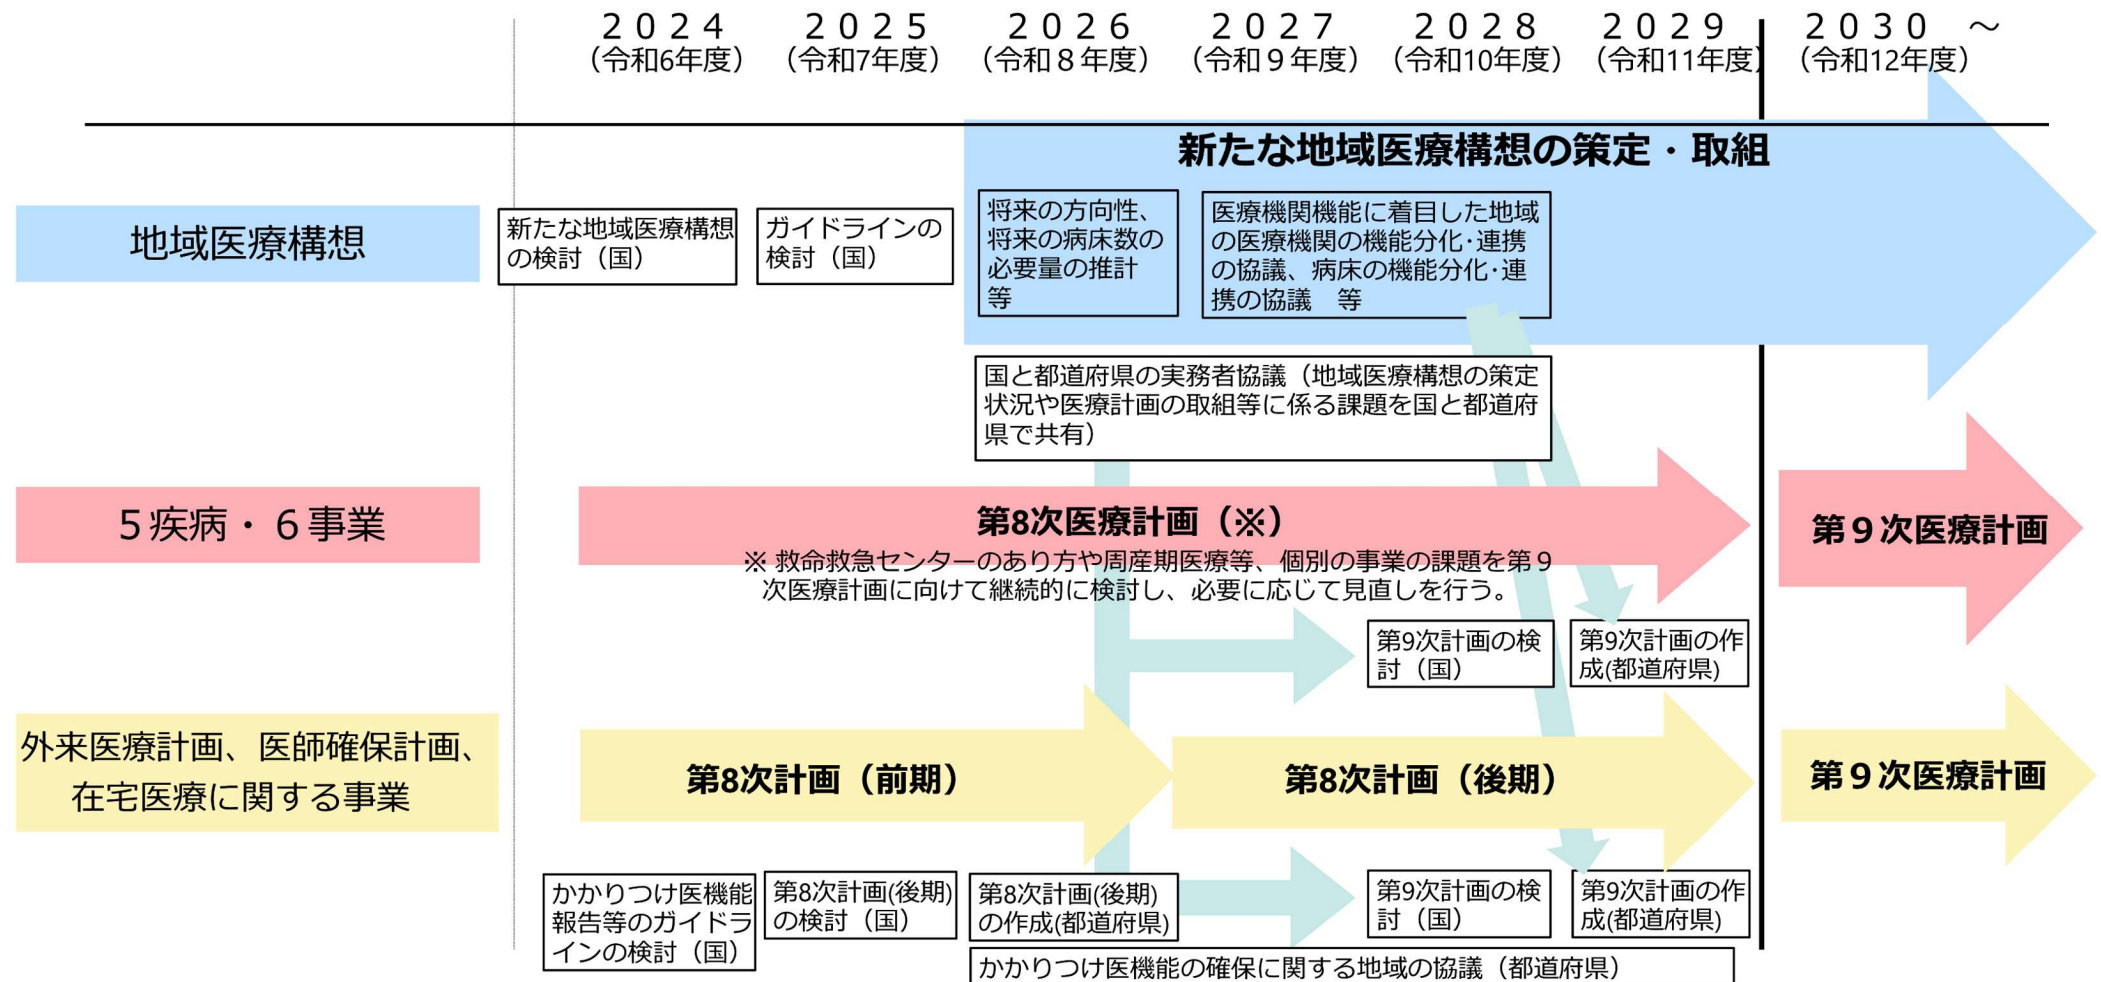 ２０２４
（令和6年度）
２０２５
（令和7年度）
２０２６
（令和８年度）
２０２７
（令和９年度）
２０２８
（令和10年度）
２０２９
（令和11年度）
２０３０　～
（令和12年度）
新たな地域医療構想の策定・取組
地域医療構想
新たな地域医療構想
の検討（国）
ガイドラインの
検討（国）
将来の方向性、
将来の病床数の
必要量の推計
等
医療機関機能に着目した地域
の医療機関の機能分化･連携
の協議、病床の機能分化･連
携の協議　等
国と都道府県の実務者協議（地域医療構想の策定
状況や医療計画の取組等に係る課題を国と都道府
県で共有）
５疾病・６事業
第8次医療計画（※）
※ 救命救急センターのあり方や周産期医療等、個別の事業の課題を第９
次医療計画に向けて継続的に検討し、必要に応じて見直しを行う。
第９次医療計画
第9次計画の検
討（国）
第9次計画の作
成(都道府県)
外来医療計画、医師確保計画、
在宅医療に関する事業
第8次計画（前期）
第8次計画（後期）
第９次医療計画
かかりつけ医機能
報告等のガイドラ
インの検討（国）
第8次計画(後期)
の検討（国）
第8次計画(後期)
の作成(都道府県)
第9次計画の検
討（国）
第9次計画の作
成(都道府県)
かかりつけ医機能の確保に関する地域の協議（都道府県）